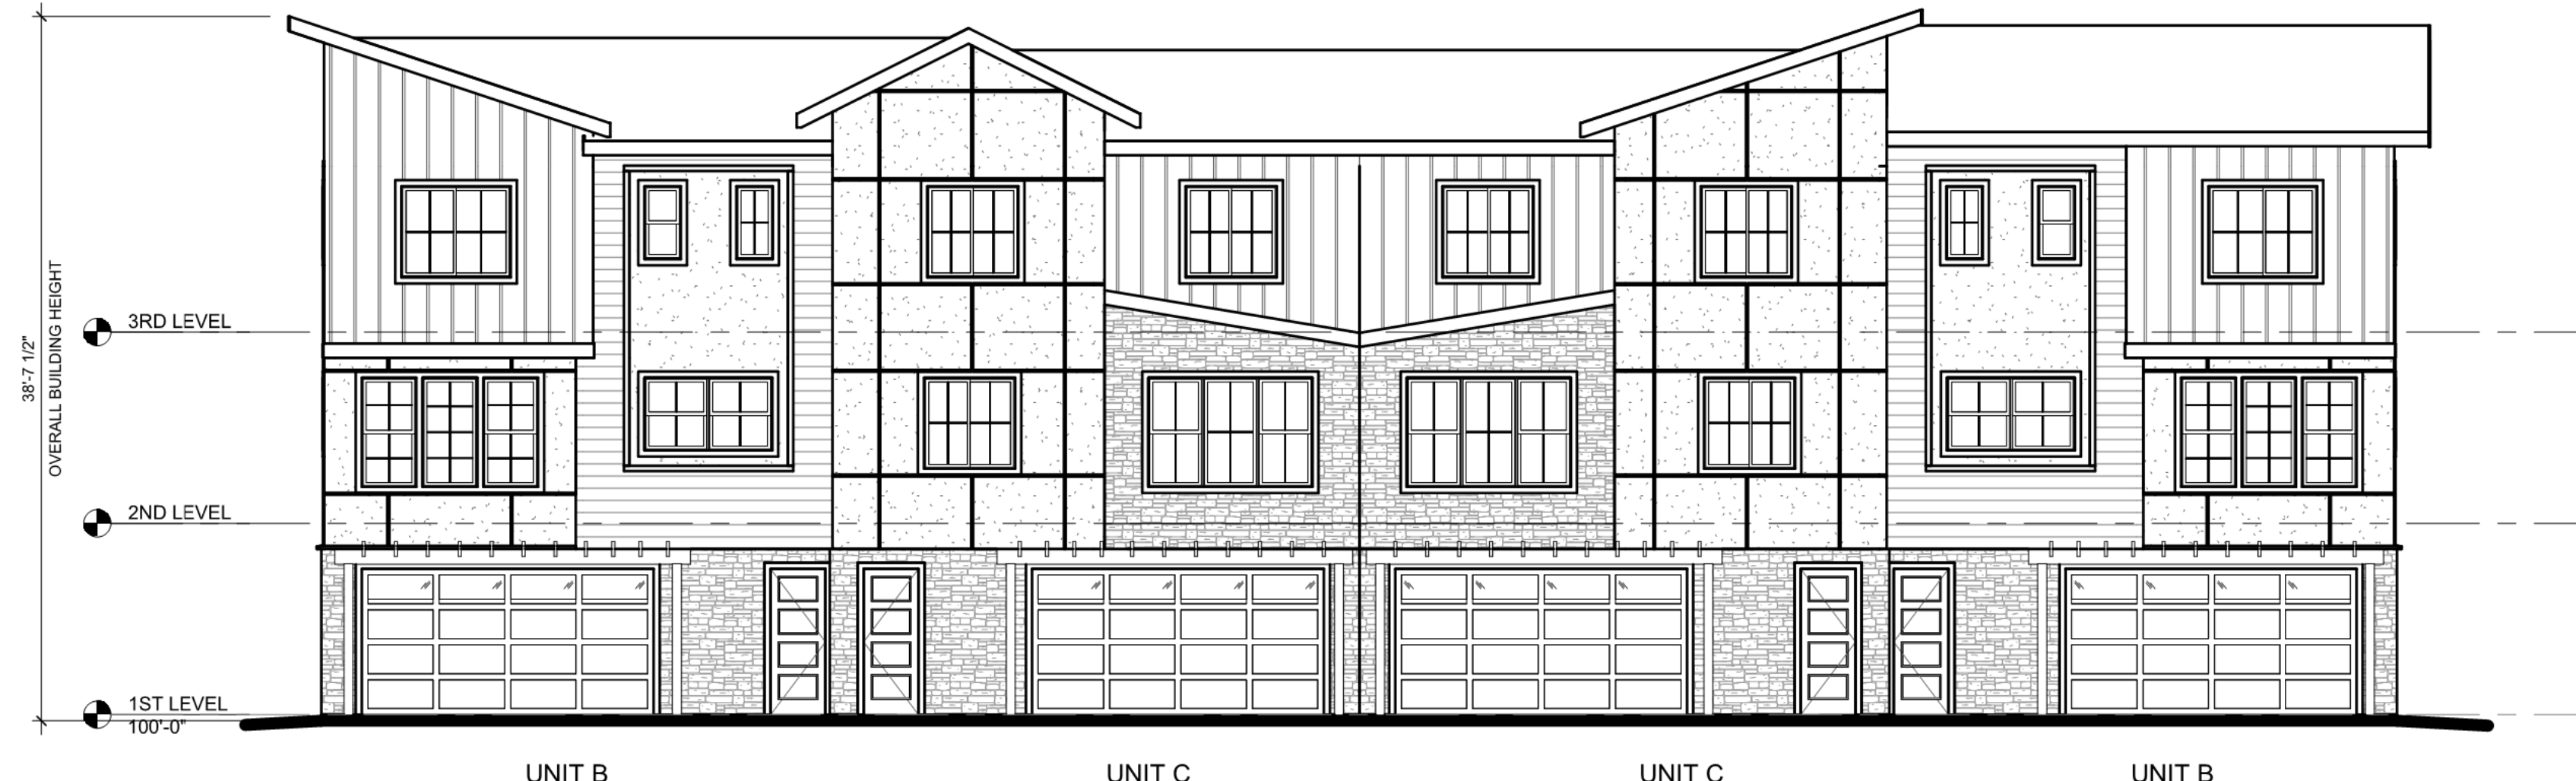 38'-7 1/2"
OVERALL BUILDING HEIGHT
3RD LEVEL
2ND LEVEL
1ST LEVEL
100'-0"
UNIT B
UNIT C
UNIT C
UNIT B